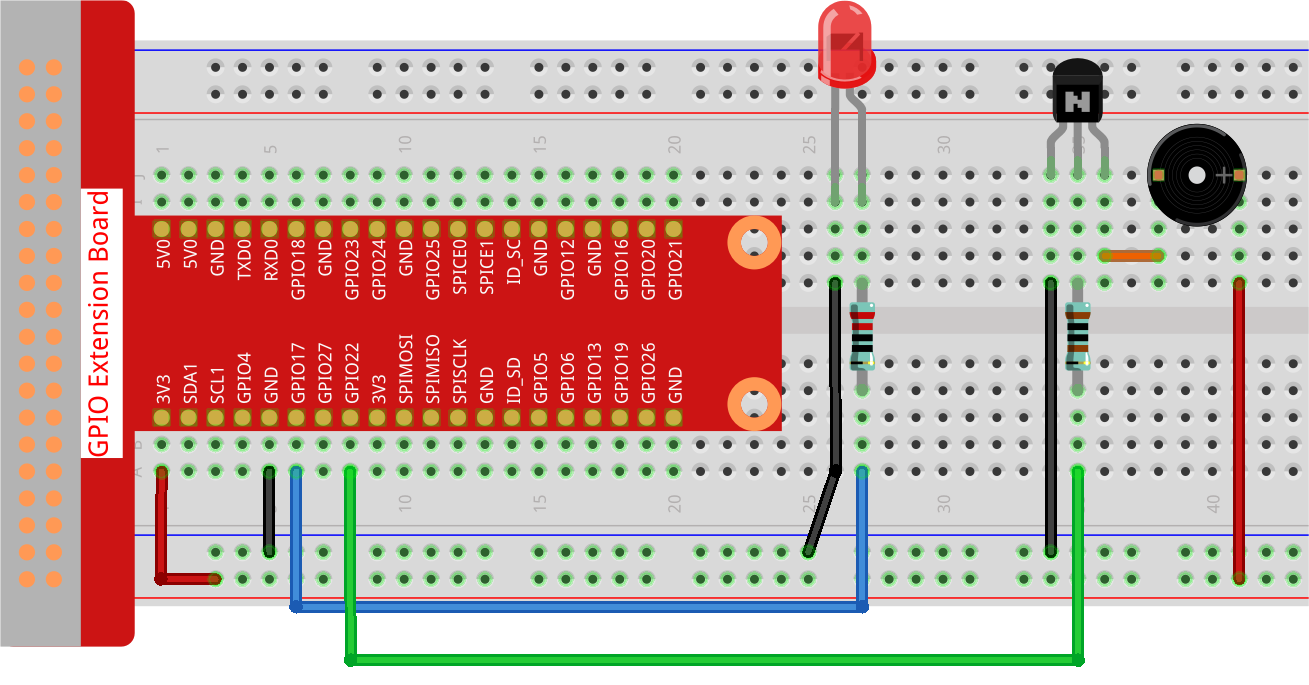 GPIO Extension Board
1 5 10 15 20 25 30
J
I
5V0
5V0
GND
TXD0
RXD0
GPIO18
GND
GPIO23
GPIO24
GND
GPIO25
SPICE0
SPICE1
ID_SC
GND
GPIO12
GND
GPIO16
GPIO20
GPIO21
3V3
SDA1
SCL1
GPIO4
GND
GPIO17
GPIO27
GPIO22
3V3
SPIMOSI
SPIMISO
SPISCLK
GND
ID_SD
GPIO5
GPIO6
GPIO13
GPIO19
GPIO26
GND
B
A
10 15 20 25 30 40